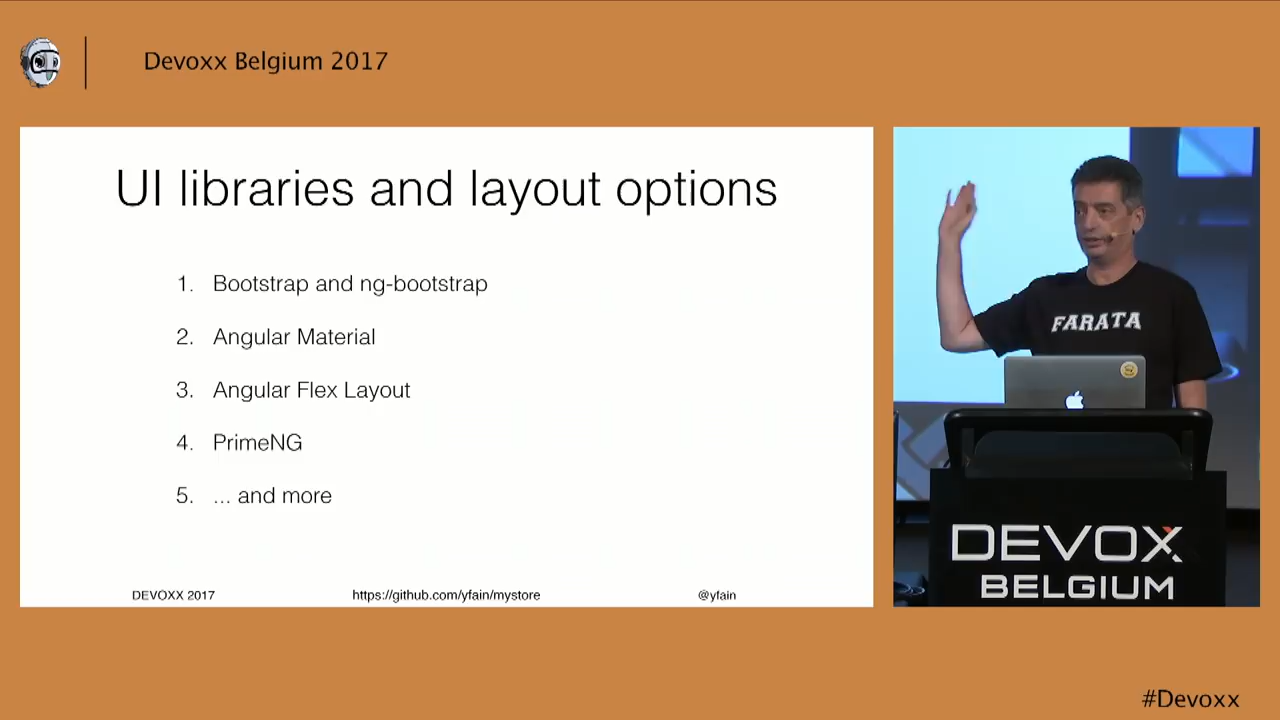 Devoxx Belgium 2017
UI libraries and layout options
1. Bootstrap and ng-bootstrap
2. Angular Material
3. Angular Flex Layout
4. PrimeNG
5. ... and more
DEVOXX 2017 https://github.com/yfain/mystore @yfain
FARATA
DEVOXX
BELGIUM
#Devoxx